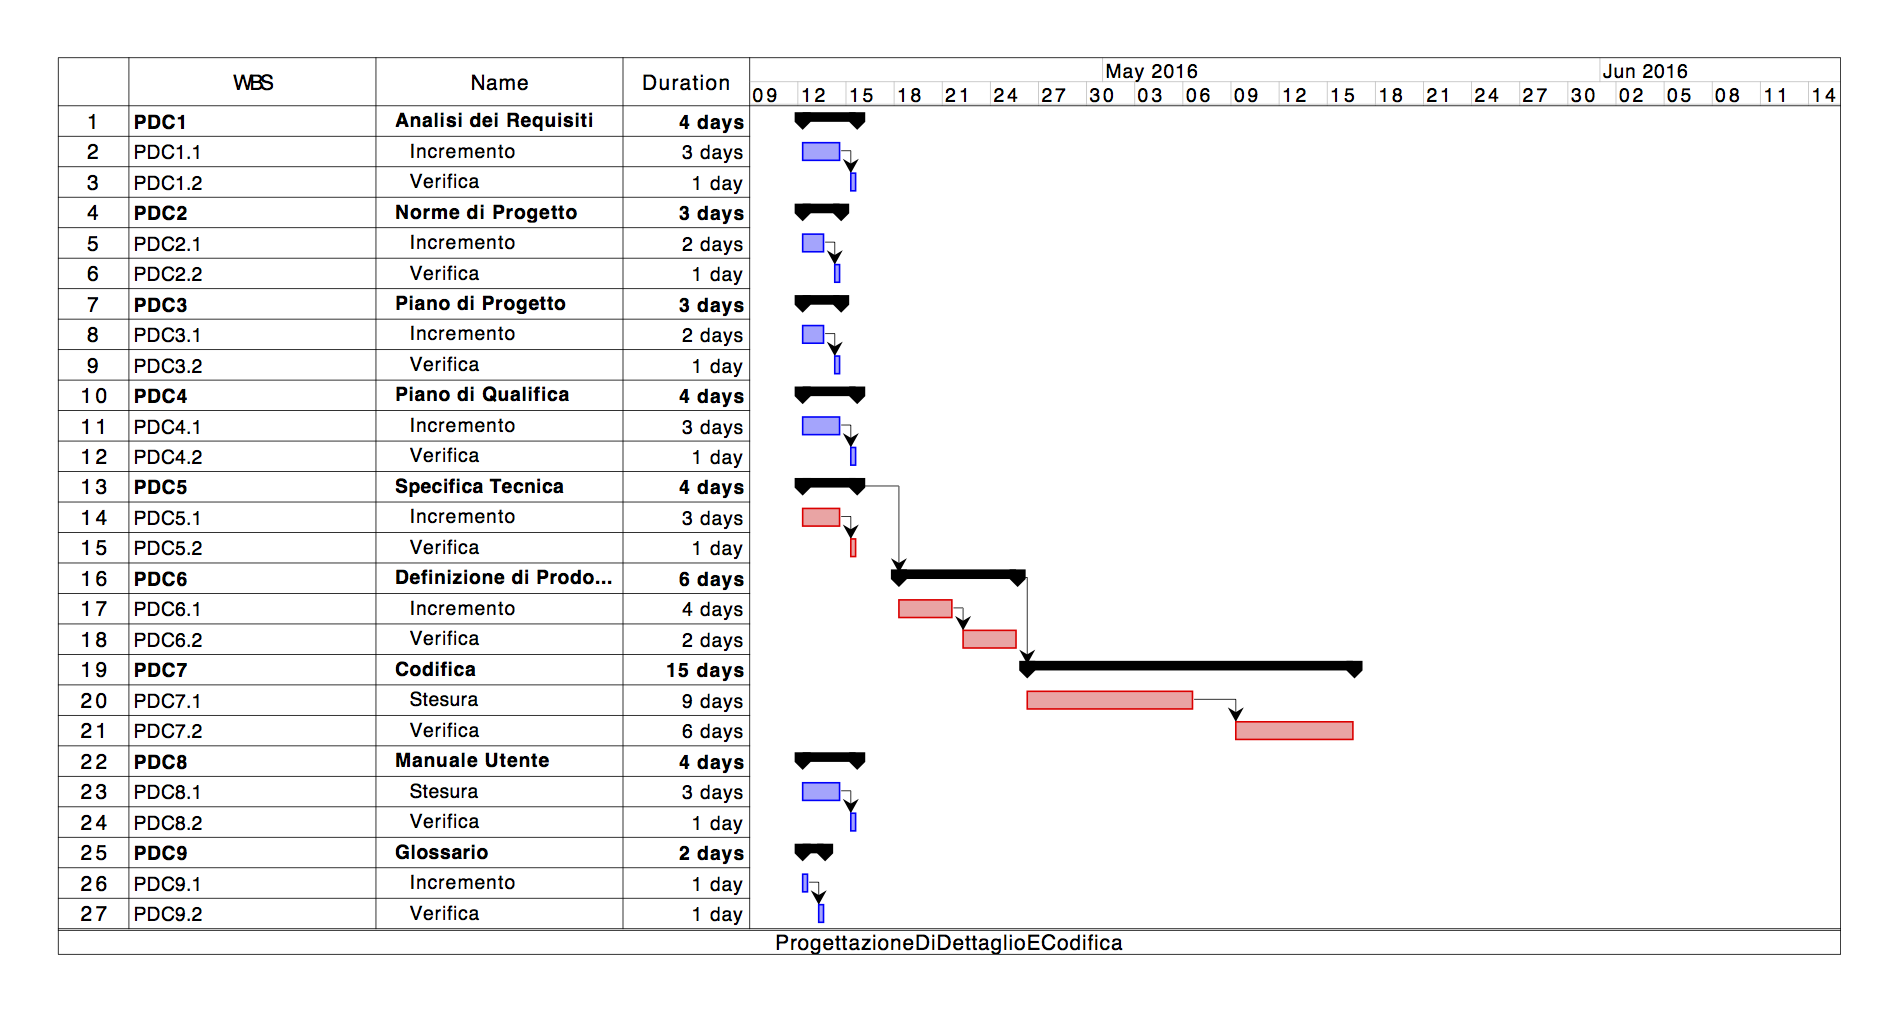 WBS Name Duration May 2016 Jun 2016
09 12 15 18 21 24 27 30 03 06 09 12 15 18 21 24 27 30 02 05 08 11 14
1 PDC1 Analisi dei Requisiti 4 days
2 PDC1.1 Incremento 3 days
3 PDC1.2 Verifica 1 day
4 PDC2 Norme di Progetto 3 days
5 PDC2.1 Incremento 2 days
6 PDC2.2 Verifica 1 day
7 PDC3 Piano di Progetto 3 days
8 PDC3.1 Incremento 2 days
9 PDC3.2 Verifica 1 day
10 PDC4 Piano di Qualifica 4 days
11 PDC4.1 Incremento 3 days
12 PDC4.2 Verifica 1 day
13 PDC5 Specifica Tecnica 4 days
14 PDC5.1 Incremento 3 days
15 PDC5.2 Verifica 1 day
16 PDC6 Definizione di Prodo... 6 days
17 PDC6.1 Incremento 4 days
18 PDC6.2 Verifica 2 days
19 PDC7 Codifica 15 days
20 PDC7.1 Stesura 9 days
21 PDC7.2 Verifica 6 days
22 PDC8 Manuale Utente 4 days
23 PDC8.1 Stesura 3 days
24 PDC8.2 Verifica 1 day
25 PDC9 Glossario 2 days
26 PDC9.1 Incremento 1 day
27 PDC9.2 Verifica 1 day
ProgettazioneDiDettaglioECodifica